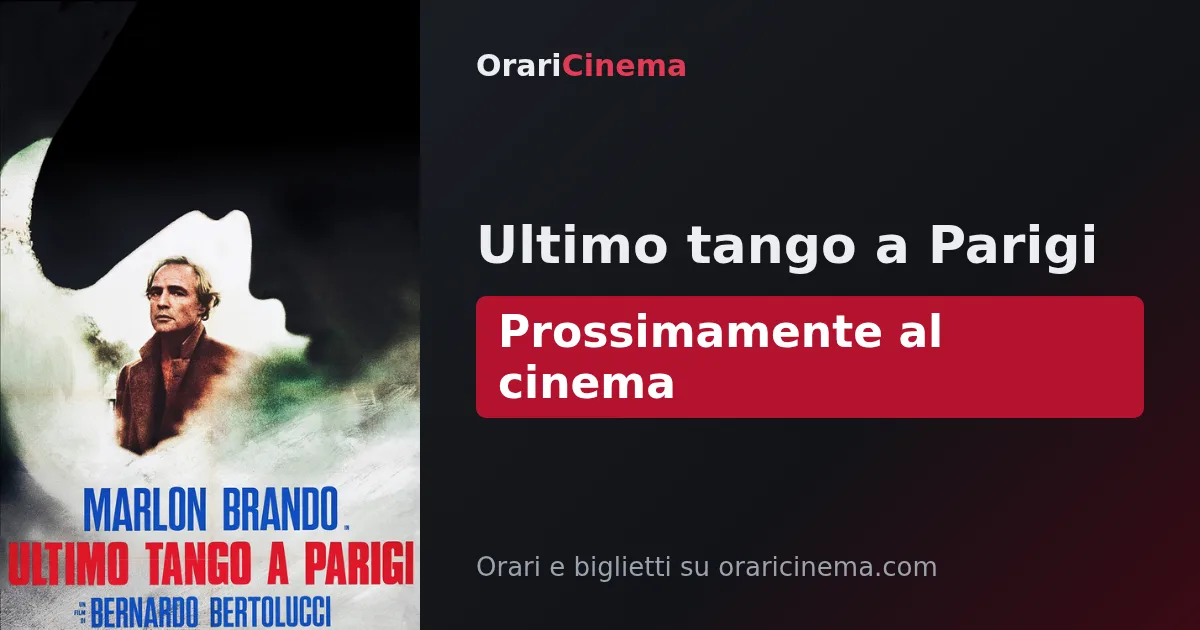 MARLON BRANDO IN
ULTIMO TANGO A PARIGI
UN FILM DI BERNARDO BERTOLUCCI
OrariCinema
Ultimo tango a Parigi
Prossimamente al
cinema
Orari e biglietti su oraricinema.com